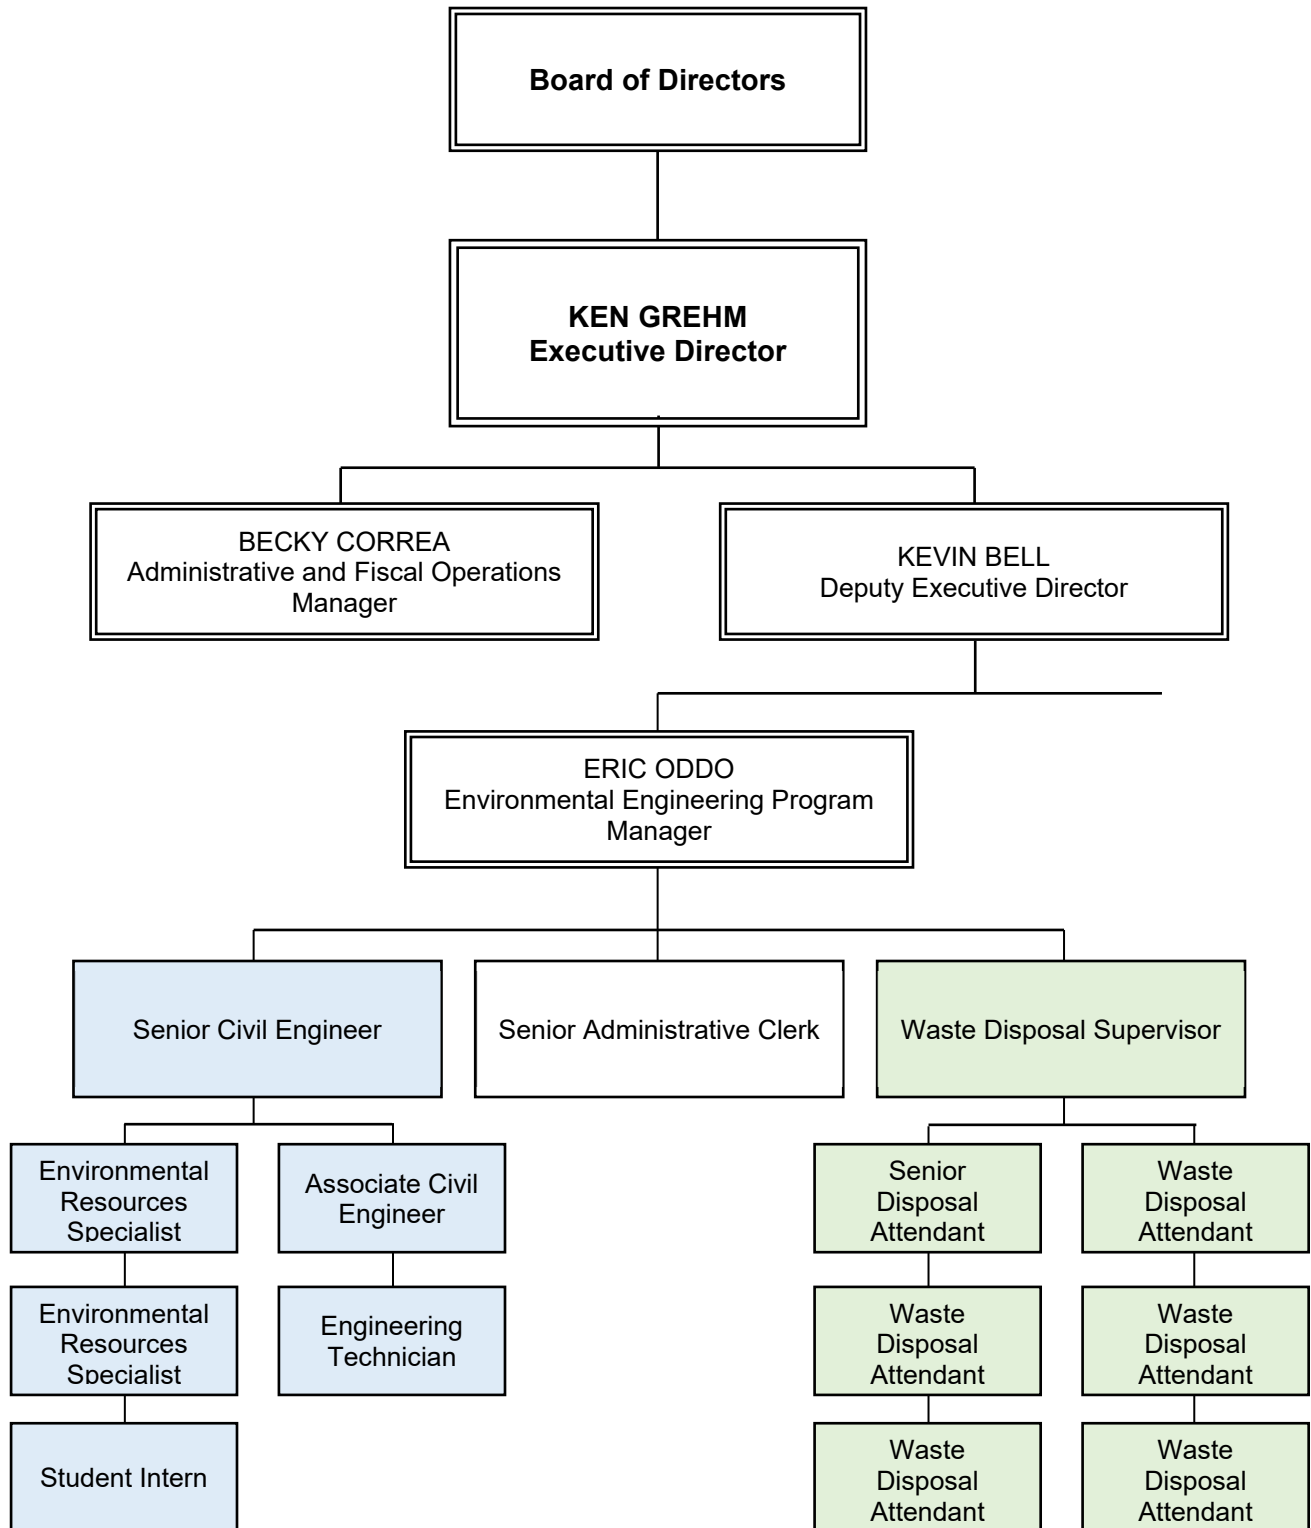 Board of Directors
KEN GREHM
Executive Director
BECKY CORREA
Administrative and Fiscal Operations
Manager
KEVIN BELL
Deputy Executive Director
ERIC ODDO
Environmental Engineering Program
Manager
Senior Civil Engineer
Senior Administrative Clerk
Waste Disposal Supervisor
Environmental
Resources
Specialist
Associate Civil
Engineer
Senior
Disposal
Attendant
Waste
Disposal
Attendant
Environmental
Resources
Specialist
Engineering
Technician
Waste
Disposal
Attendant
Waste
Disposal
Attendant
Student Intern
Waste
Disposal
Attendant
Waste
Disposal
Attendant